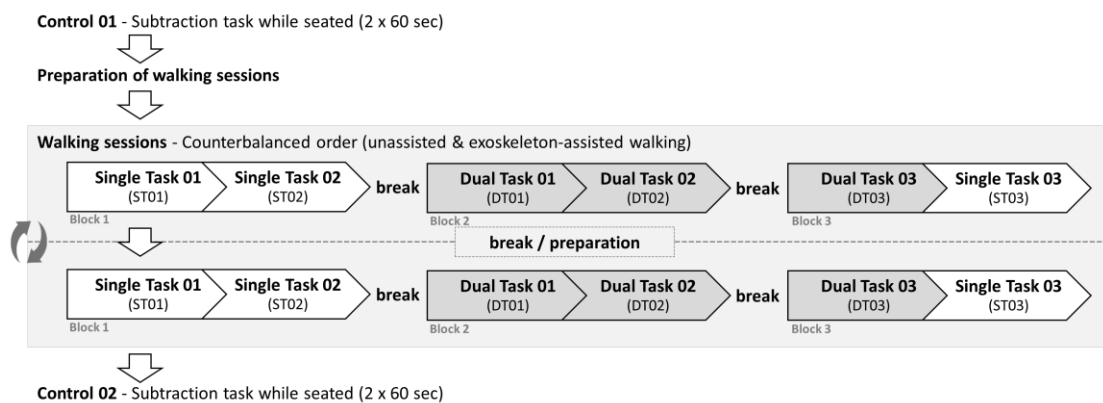 Control 01 - Subtraction task while seated (2 x 60 sec)
Preparation of walking sessions
Walking sessions - Counterbalanced order (unassisted & exoskeleton-assisted walking)
Single Task 01 Single Task 02 break Dual Task 01 Dual Task 02 break Dual Task 03 Single Task 03
(ST01) (ST02) (DT01) (DT02) (DT03) (ST03)
Block 1 Block 2 Block 3
break / preparation
Single Task 01 Single Task 02 break Dual Task 01 Dual Task 02 break Dual Task 03 Single Task 03
(ST01) (ST02) (DT01) (DT02) (DT03) (ST03)
Block 1 Block 2 Block 3
Control 02 - Subtraction task while seated (2 x 60 sec)